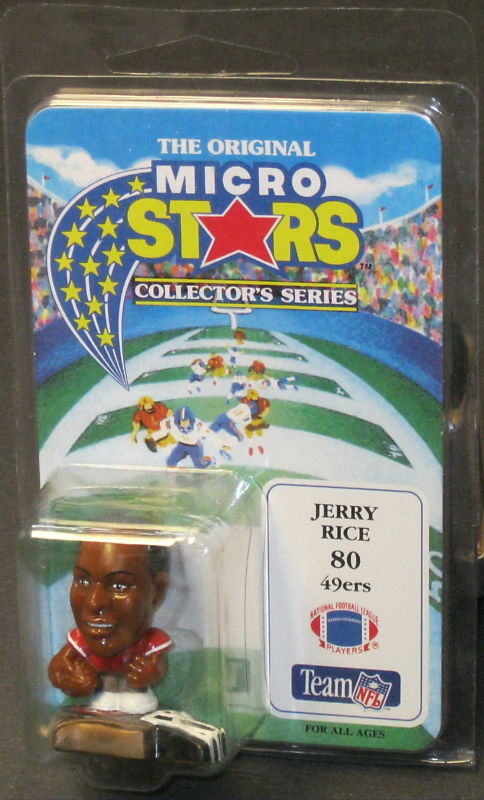 THE ORIGINAL
MICRO
STARS
TM
COLLECTOR'S SERIES
JERRY
RICE
80
49ers
NATIONAL FOOTBALL LEAGUE
PLAYERS ®
Team NFL
FOR ALL AGES